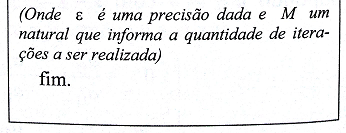 (Onde ε é uma precisão dada e M um
natural que informa a quantidade de itera-
ções a ser realizada)
fim.